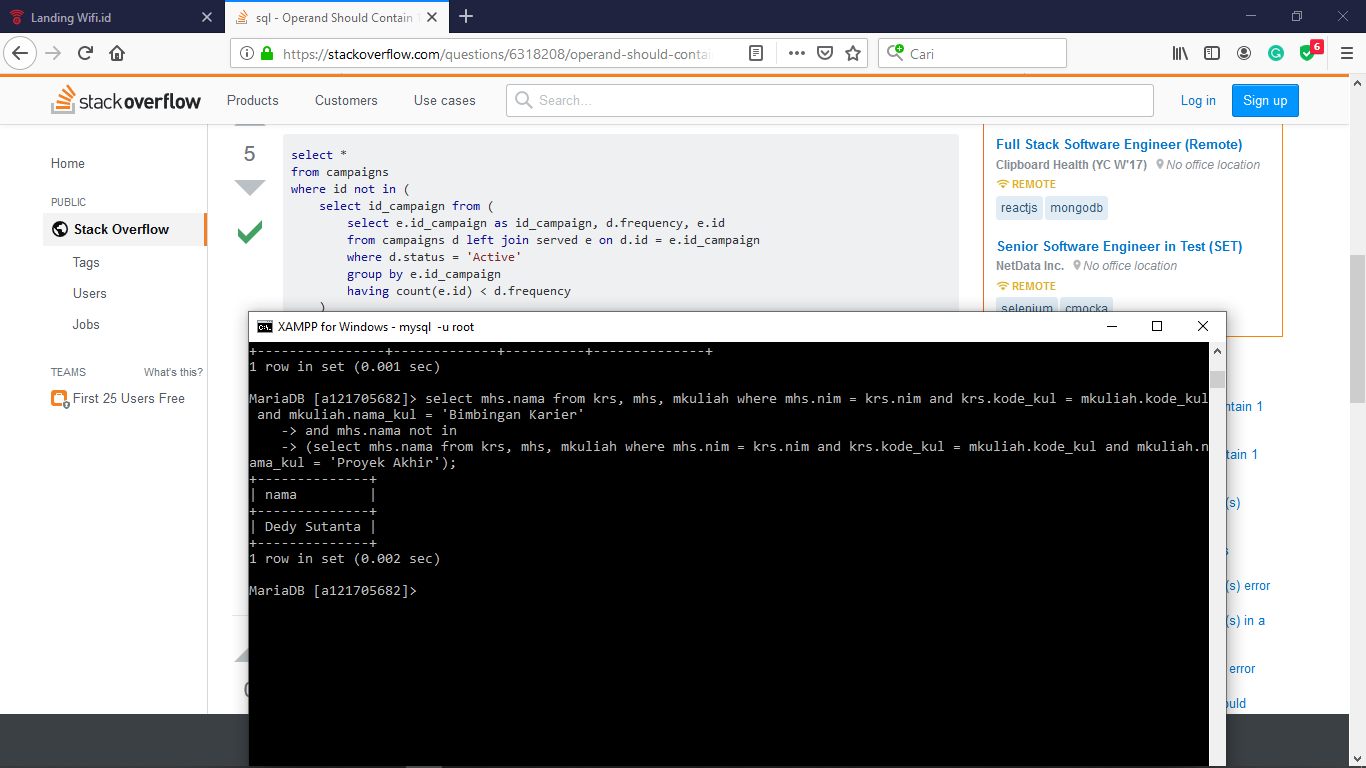 Landing Wifi.id
sql - Operand Should Contain
https://stackoverflow.com/questions/6318208/operand-should-conta
Cari
6
stackoverflow
Products
Customers
Use cases
Search...
Log in
Sign up
Home
PUBLIC
Stack Overflow
Tags
Users
Jobs
TEAMS
What's this?
First 25 Users Free
5
select *
from campaigns
where id not in (
select id_campaign from (
select e.id_campaign as id_campaign, d.frequency, e.id
from campaigns d left join served e on d.id = e.id_campaign
where d.status = 'Active'
group by e.id_campaign
having count(e.id) < d.frequency
)
Full Stack Software Engineer (Remote)
Clipboard Health (YC W'17) No office location
REMOTE
reactjs mongodb
Senior Software Engineer in Test (SET)
NetData Inc. No office location
REMOTE
selenium cmocka
ntain 1
tain 1
(s)
s
(s) error
(s) in a
error
ould
XAMPP for Windows - mysql -u root
+----------------+-------------+----------+--------------+
1 row in set (0.001 sec)
MariaDB [a121705682]> select mhs.nama from krs, mhs, mkuliah where mhs.nim = krs.nim and krs.kode_kul = mkuliah.kode_kul
and mkuliah.nama_kul = 'Bimbingan Karier'
-> and mhs.nama not in
-> (select mhs.nama from krs, mhs, mkuliah where mhs.nim = krs.nim and krs.kode_kul = mkuliah.kode_kul and mkuliah.n
ama_kul = 'Proyek Akhir');
+--------------+
| nama         |
+--------------+
| Dedy Sutanta |
+--------------+
1 row in set (0.002 sec)
MariaDB [a121705682]>